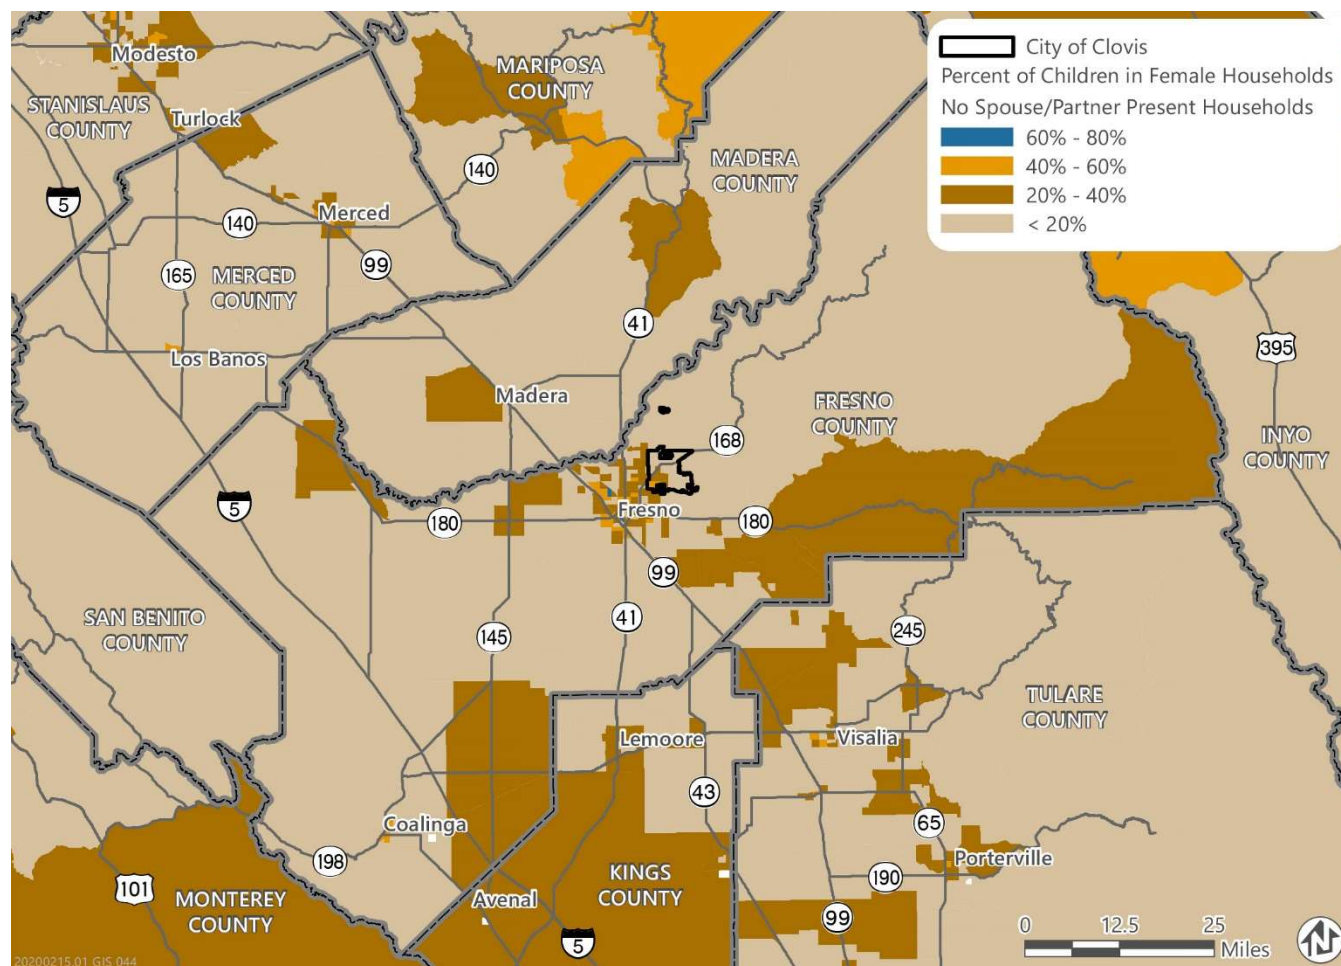 City of Clovis
Percent of Children in Female Households
No Spouse/Partner Present Households
60% - 80%
40% - 60%
20% - 40%
< 20%
Modesto
MARIPOSA
COUNTY
STANISLAUS
COUNTY
Turlock
MADERA
COUNTY
140
5
Merced
140
99
165
MERCED
COUNTY
41
Los Banos
395
Madera
FRESNO
COUNTY
168
INYO
COUNTY
5
180
Fresno
180
99
SAN BENITO
COUNTY
41
145
245
TULARE
COUNTY
Lemoore
Visalia
43
Coalinga
65
198
Porterville
101
MONTEREY
COUNTY
KINGS
COUNTY
190
Avenal
99
5
0 12.5 25
Miles
N
20200215.01 GIS 044